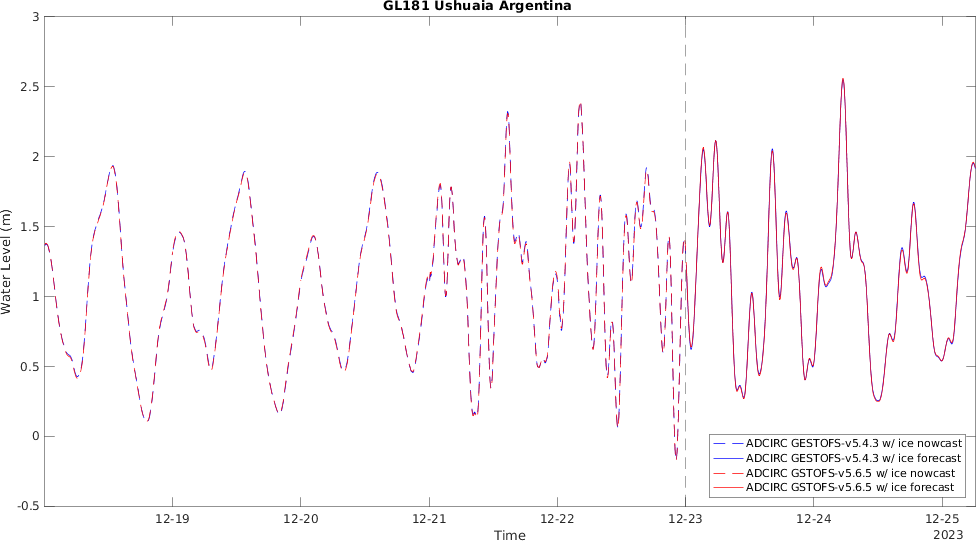 GL181 Ushuaia Argentina
3
2.5
2
1.5
1
0.5
0
-0.5
Water Level (m)
ADCIRC GESTOFS-v5.4.3 w/ ice nowcast
ADCIRC GESTOFS-v5.4.3 w/ ice forecast
ADCIRC GSTOFS-v5.6.5 w/ ice nowcast
ADCIRC GSTOFS-v5.6.5 w/ ice forecast
12-19 12-20 12-21 12-22 12-23 12-24 12-25
Time 2023